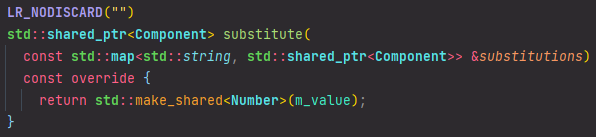 LR_NODISCARD("")
std::shared_ptr<Component> substitute(
const std::map<std::string, std::shared_ptr<Component>> &substitutions)
const override {
return std::make_shared<Number>(m_value);
}